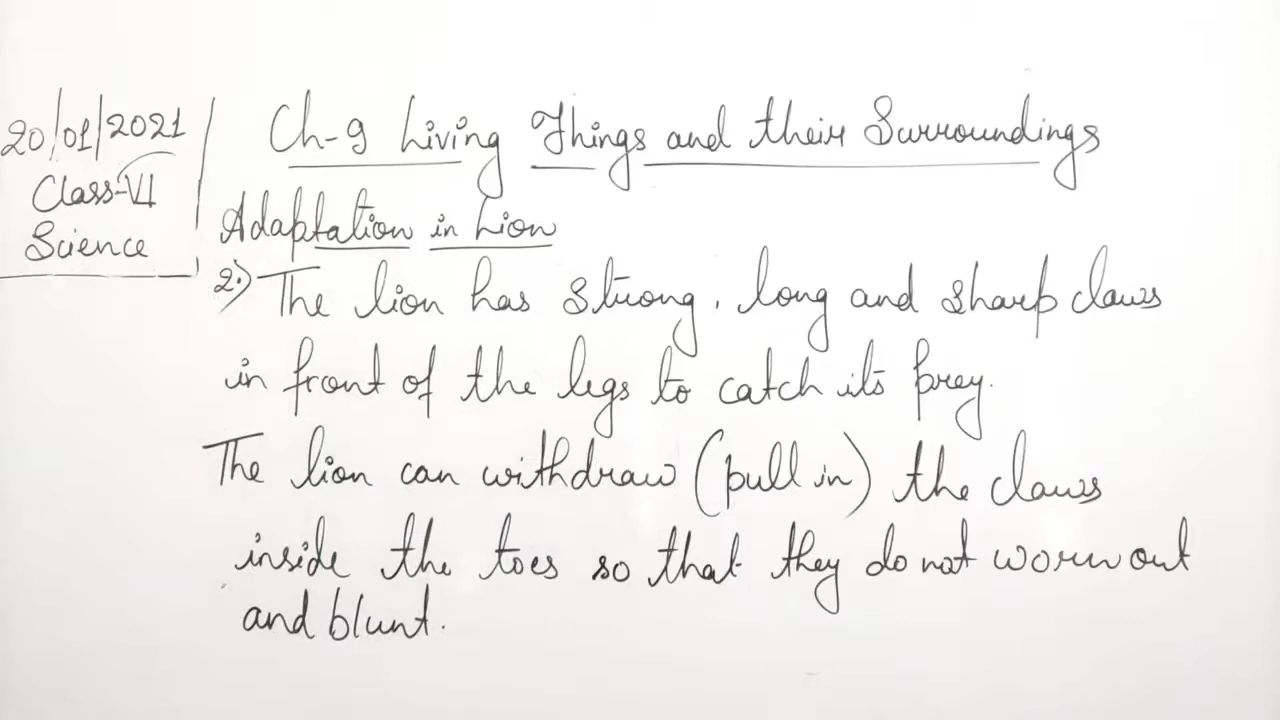 20/01/2021
Class-VI
Science
Ch-9 Living Things and their Surroundings
Adaptation in Lion
2.) The lion has strong, long and sharp claws
in front of the legs to catch its prey.
The lion can withdraw (pull in) the claws
inside the toes so that they do not worn out
and blunt.